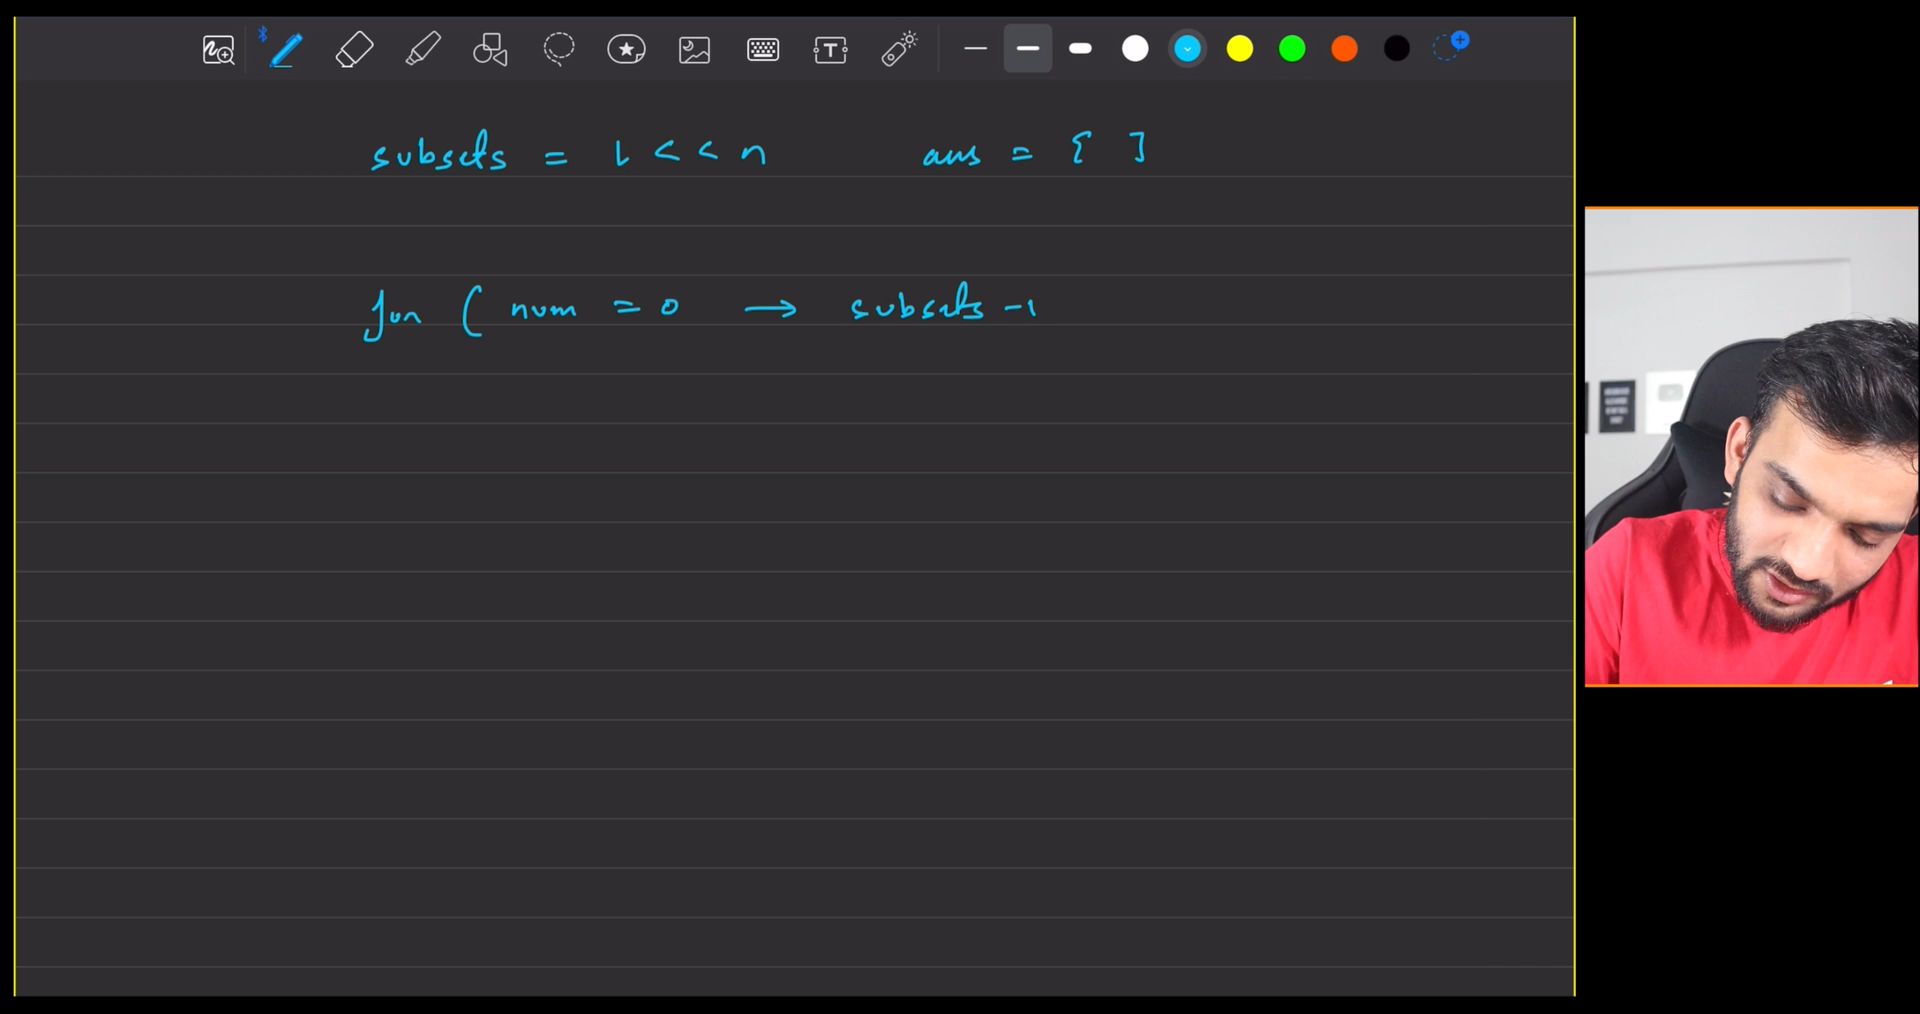 subsets = 1 << n ans = [ ]
for ( num = 0 → subsets -1